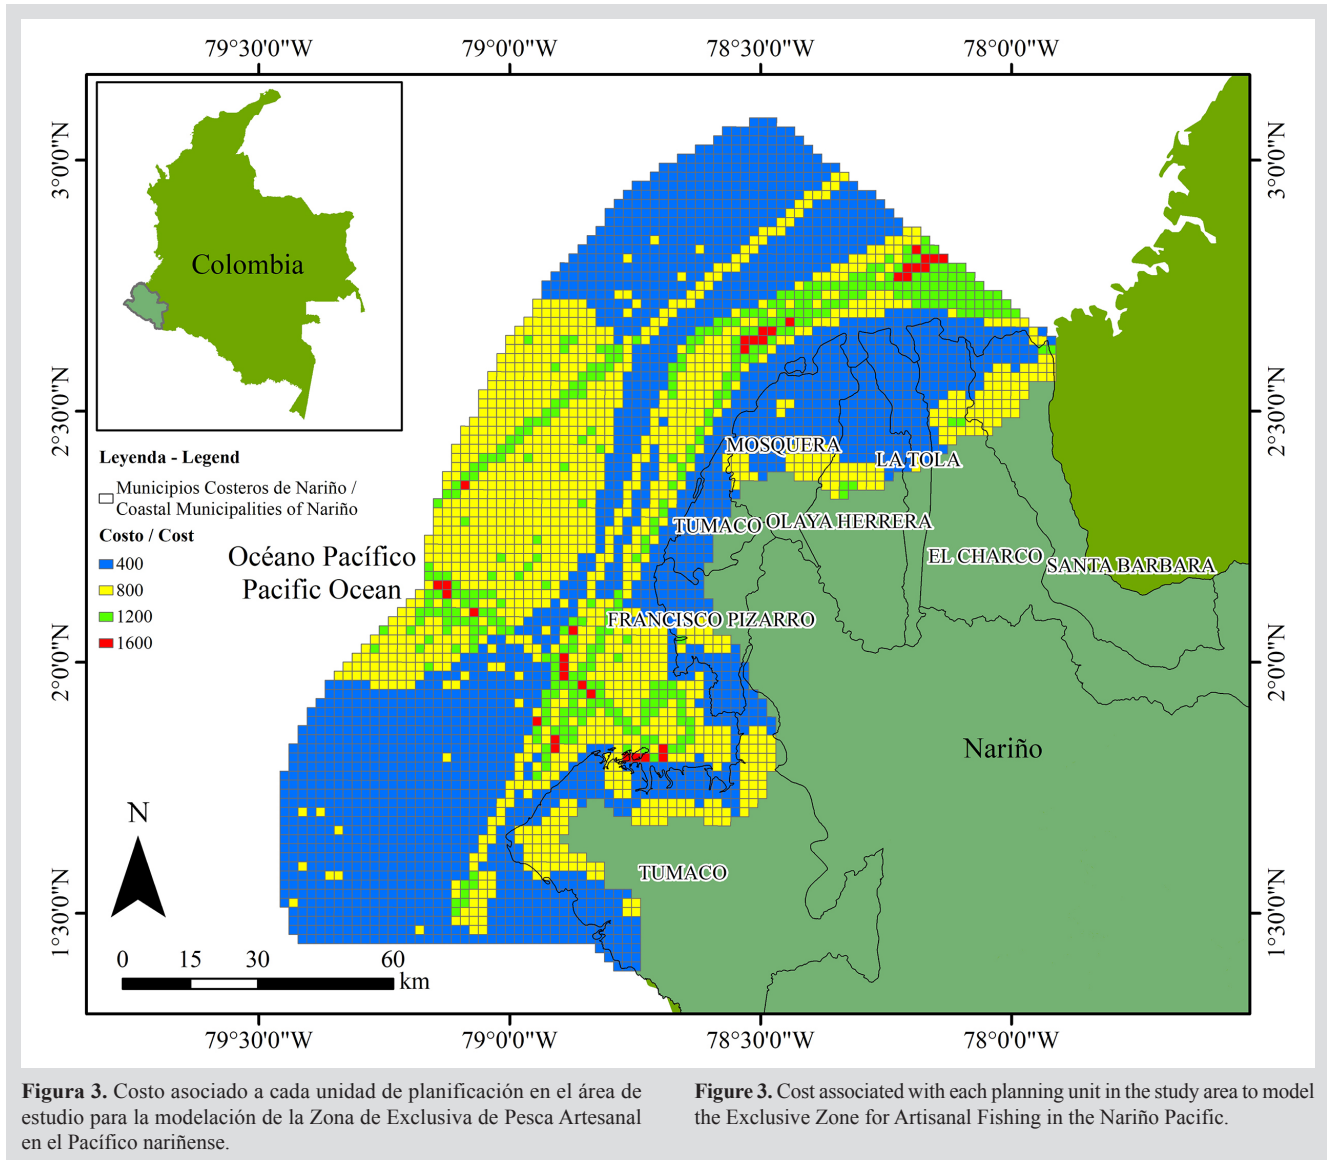 79°30'0"W 79°0'0"W 78°30'0"W 78°0'0"W
3°0'0"N
2°30'0"N
2°0'0"N
1°30'0"N
3°0'0"N
2°30'0"N
2°0'0"N
1°30'0"N
Colombia
Leyenda - Legend
Municipios Costeros de Nariño /
Coastal Municipalities of Nariño
Costo / Cost
400
800
1200
1600
Océano Pacífico
Pacific Ocean
MOSQUERA
LA TOLA
TUMACO
OLAYA HERRERA
EL CHARCO
SANTA BARBARA
FRANCISCO PIZARRO
Nariño
TUMACO
N
0 15 30 60
km
79°30'0"W 79°0'0"W 78°30'0"W 78°0'0"W
Figura 3. Costo asociado a cada unidad de planificación en el área de
estudio para la modelación de la Zona de Exclusiva de Pesca Artesanal
en el Pacífico nariñense.
Figure 3. Cost associated with each planning unit in the study area to model
the Exclusive Zone for Artisanal Fishing in the Nariño Pacific.